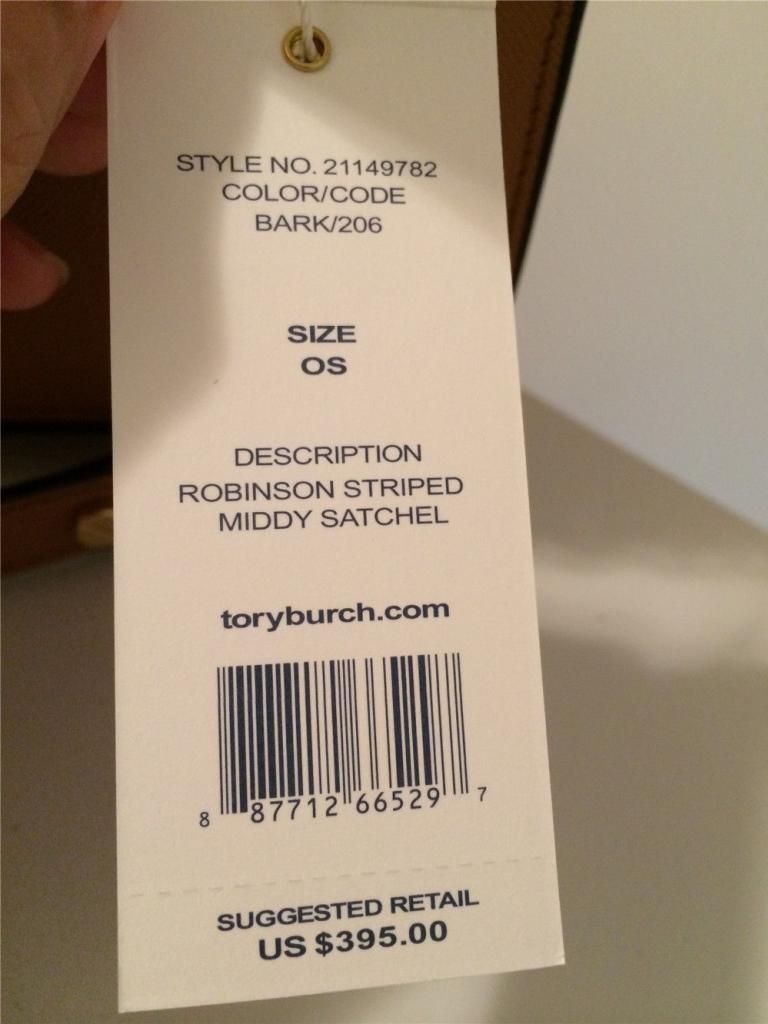 STYLE NO. 21149782
COLOR/CODE
BARK/206
SIZE
OS
DESCRIPTION
ROBINSON STRIPED
MIDDY SATCHEL
toryburch.com
8 87712 66529 7
SUGGESTED RETAIL
US $395.00